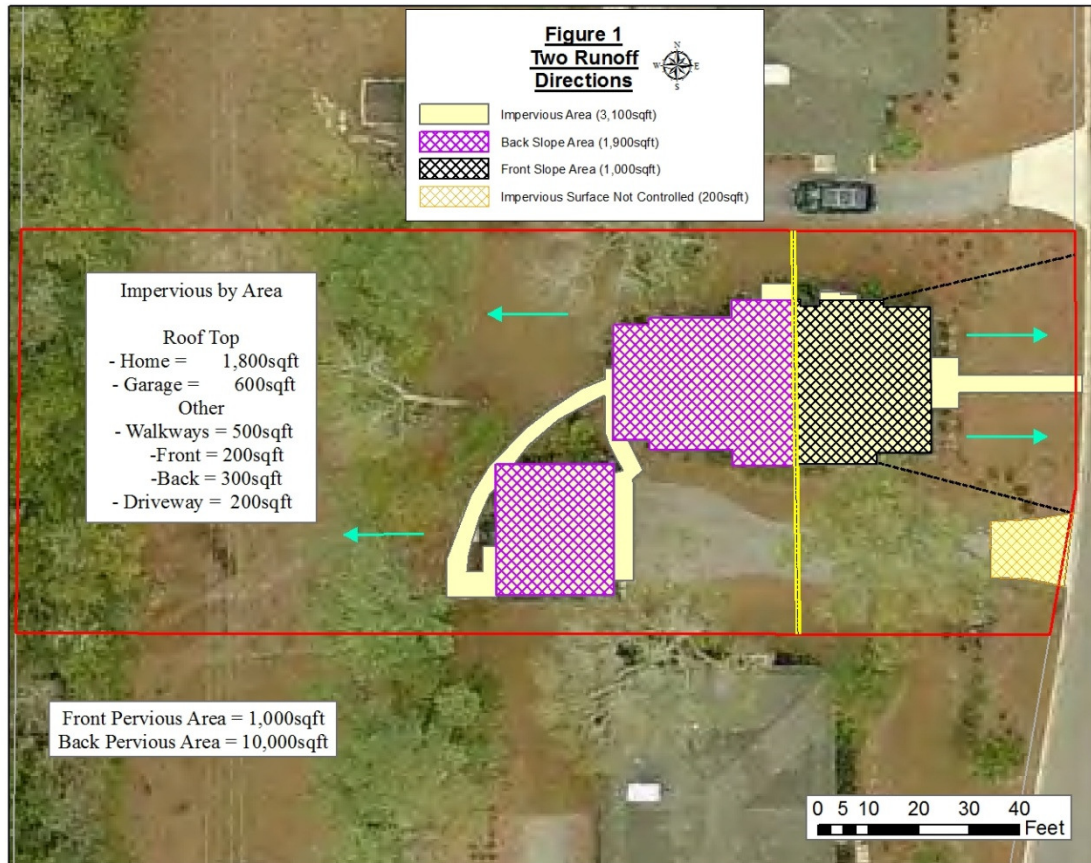 Figure 1
Two Runoff
Directions
N
W E
S
Impervious Area (3,100sqft)
Back Slope Area (1,900sqft)
Front Slope Area (1,000sqft)
Impervious Surface Not Controlled (200sqft)
Impervious by Area
Roof Top
- Home = 1,800sqft
- Garage = 600sqft
Other
- Walkways = 500sqft
-Front = 200sqft
-Back = 300sqft
- Driveway = 200sqft
Front Pervious Area = 1,000sqft
Back Pervious Area = 10,000sqft
0 5 10 20 30 40
Feet